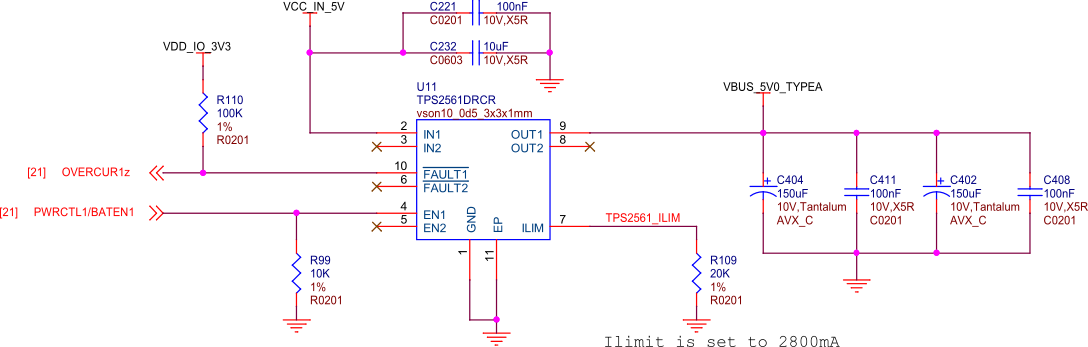 VCC_IN_5V
C221
100nF
C0201
10V,X5R
C232
10uF
C0603
10V,X5R
VDD_IO_3V3
R110
100K
1%
R0201
U11
TPS2561DRCR
vson10_0d5_3x3x1mm
2 IN1
3 IN2
10 FAULT1
6 FAULT2
4 EN1
5 EN2
OUT1 9
OUT2 8
ILIM 7
GND
EP
1
11
[21] OVERCUR1z
[21] PWRCTL1/BATEN1
R99
10K
1%
R0201
TPS2561_ILIM
R109
20K
1%
R0201
VBUS_5V0_TYPEA
C404
150uF
10V,Tantalum
AVX_C
C411
100nF
10V,X5R
C0201
C402
150uF
10V,Tantalum
AVX_C
C408
100nF
10V,X5R
C0201
Ilimit is set to 2800mA